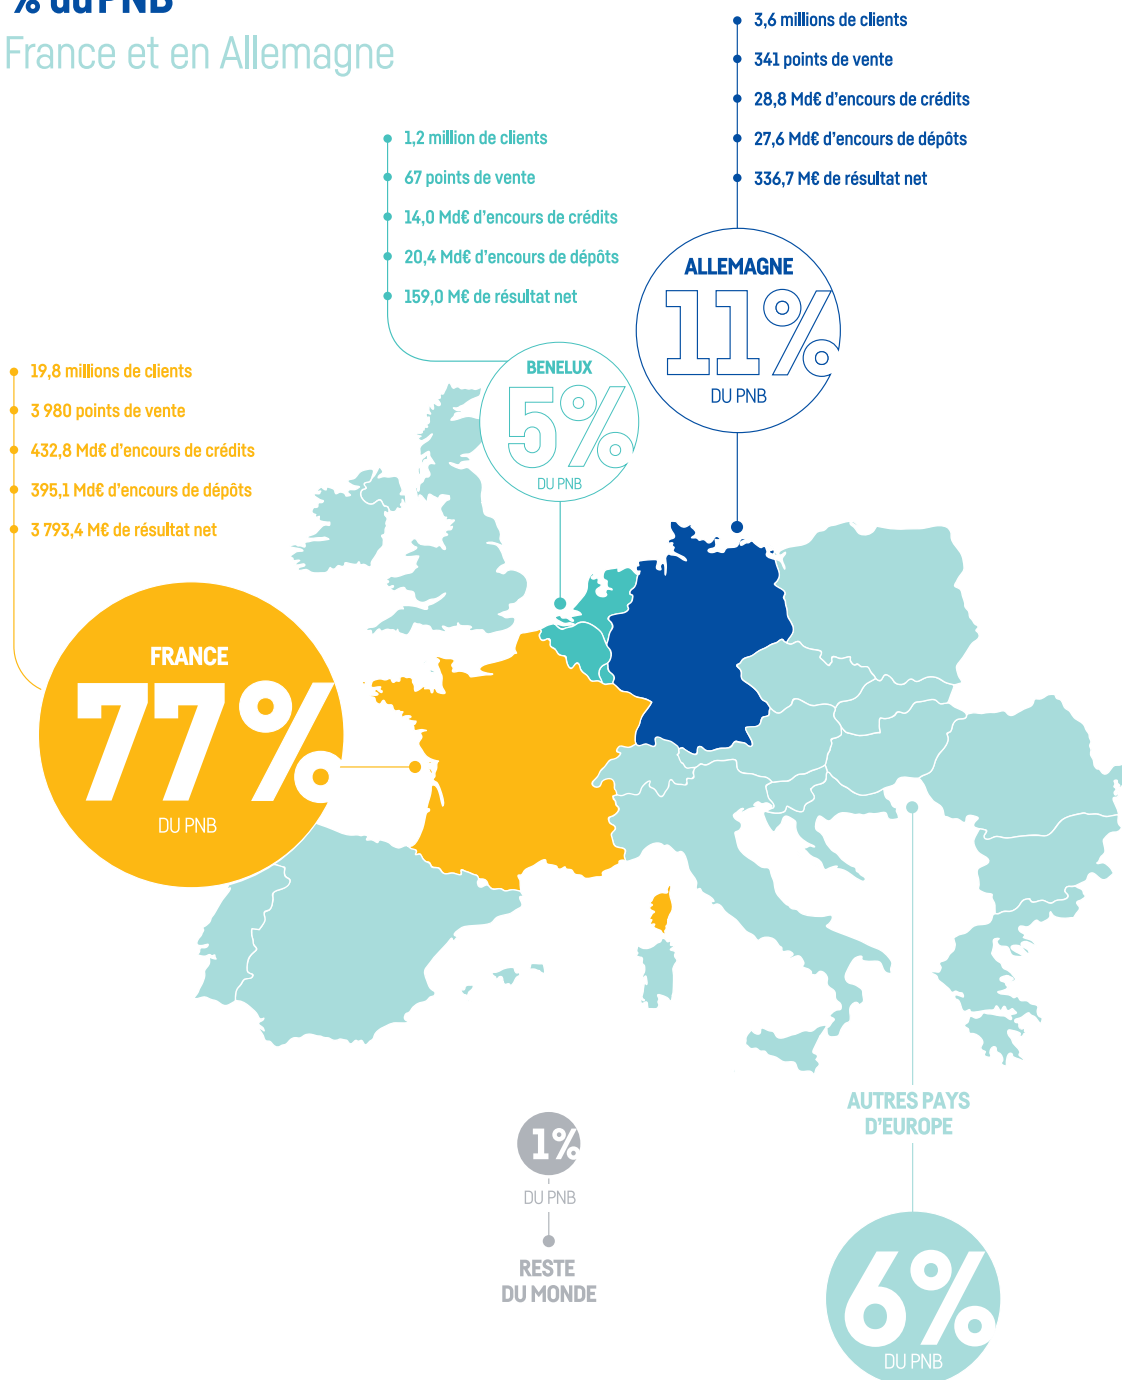 % du PNB
France et en Allemagne
3,6 millions de clients
341 points de vente
28,8 Md€ d'encours de crédits
27,6 Md€ d'encours de dépôts
336,7 M€ de résultat net
ALLEMAGNE
11%
DU PNB
1,2 million de clients
67 points de vente
14,0 Md€ d'encours de crédits
20,4 Md€ d'encours de dépôts
159,0 M€ de résultat net
BENELUX
5%
DU PNB
19,8 millions de clients
3 980 points de vente
432,8 Md€ d'encours de crédits
395,1 Md€ d'encours de dépôts
3 793,4 M€ de résultat net
FRANCE
77%
DU PNB
AUTRES PAYS
D'EUROPE
6%
DU PNB
1%
DU PNB
RESTE
DU MONDE